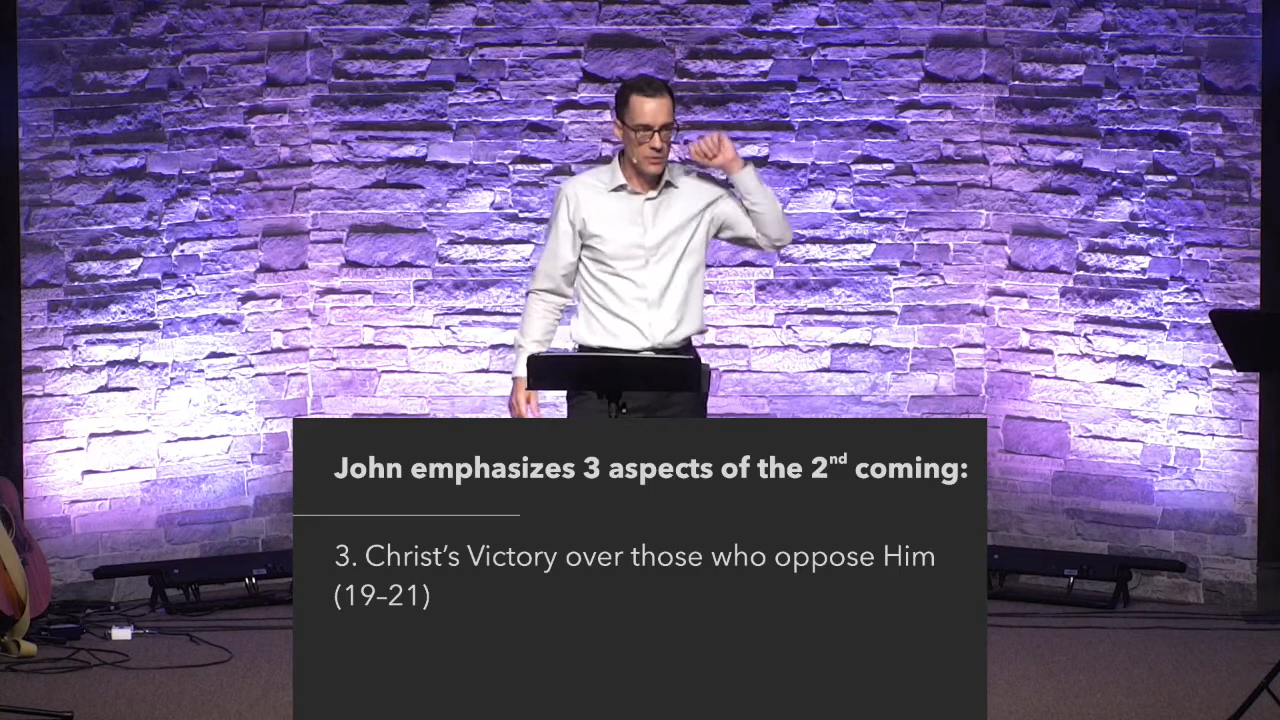 John emphasizes 3 aspects of the 2nd coming:
3. Christ’s Victory over those who oppose Him
(19–21)